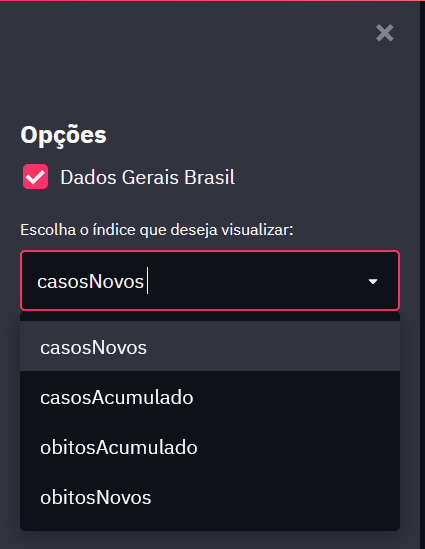 Opções
Dados Gerais Brasil
Escolha o índice que deseja visualizar:
casosNovos
casosNovos
casosAcumulado
obitosAcumulado
obitosNovos